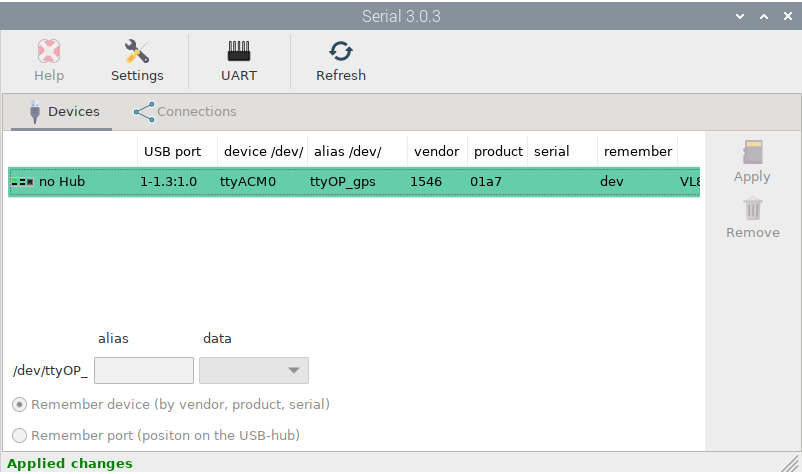 Serial 3.0.3
Help Settings UART Refresh
Devices Connections
USB port device /dev/ alias /dev/ vendor product serial remember
no Hub 1-1.3:1.0 ttyACM0 ttyOP_gps 1546 01a7 dev VL8
Apply
Remove
alias data
/dev/ttyOP_
Remember device (by vendor, product, serial)
Remember port (positon on the USB-hub)
Applied changes